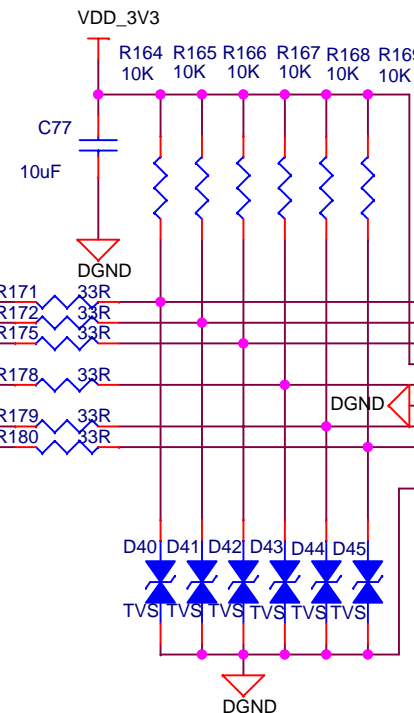 VDD_3V3
R164 R165 R166 R167 R168 R169
10K 10K 10K 10K 10K 10K
C77
10uF
DGND
R171 33R
R172 33R
R175 33R
R178 33R
DGND
R179 33R
R180 33R
D40 D41 D42 D43 D44 D45
TVS TVS TVS TVS TVS TVS
DGND